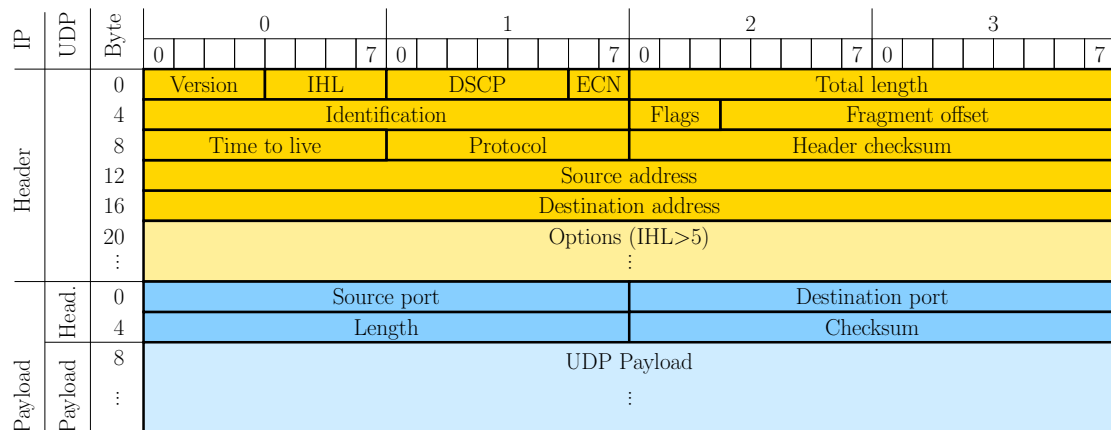 IP UDP Byte 0 1 2 3
0 7 0 7 0 7 0 7
Header 0 Version IHL DSCP ECN Total length
4 Identification Flags Fragment offset
8 Time to live Protocol Header checksum
12 Source address
16 Destination address
20 Options (IHL>5)
⋮ ⋮
Payload Head. 0 Source port Destination port
4 Length Checksum
Payload 8 UDP Payload
⋮ ⋮